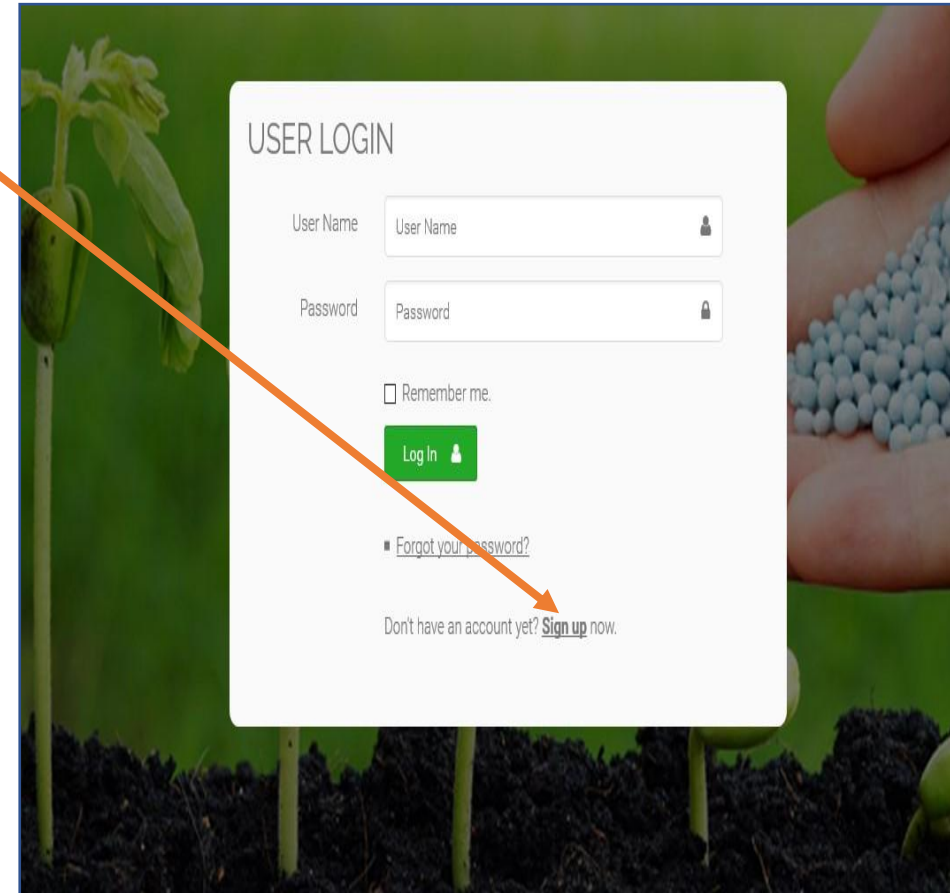 USER LOGIN
User Name
User Name
Password
Password
Remember me.
Log In
Forgot your password?
Don't have an account yet? Sign up now.